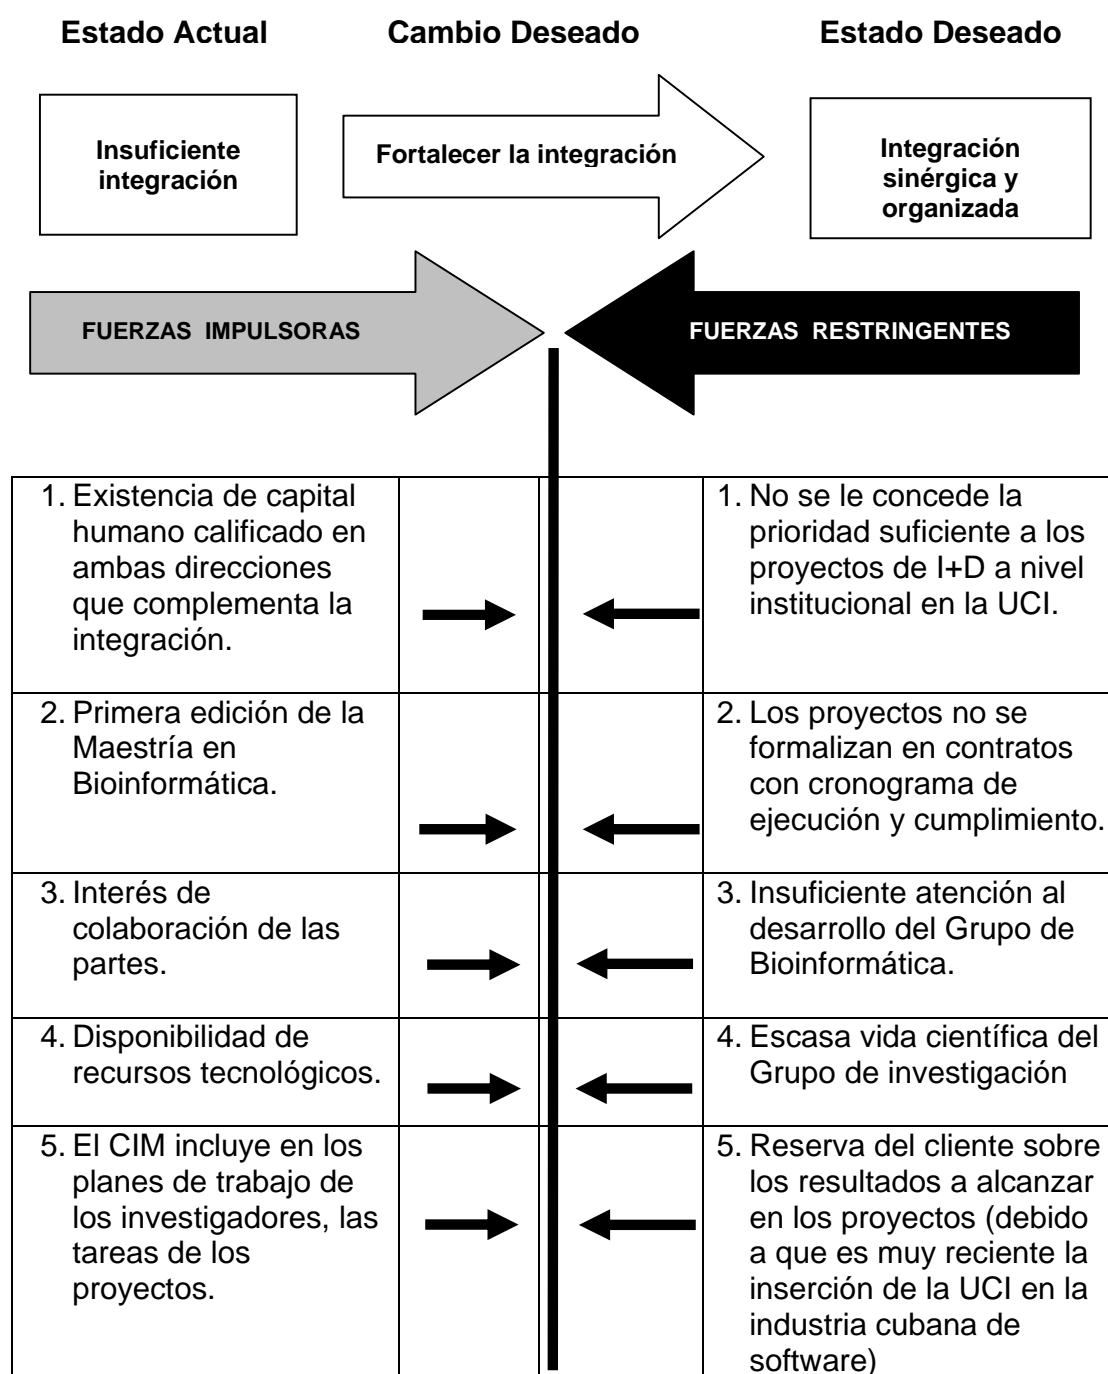 Estado Actual
Cambio Deseado
Estado Deseado
Insuficiente
integración
Fortalecer la integración
Integración
sinérgica y
organizada
FUERZAS IMPULSORAS
FUERZAS RESTRINGENTES
1. Existencia de capital
humano calificado en
ambas direcciones
que complementa la
integración.
1. No se le concede la
prioridad suficiente a los
proyectos de I+D a nivel
institucional en la UCI.
2. Primera edición de la
Maestría en
Bioinformática.
2. Los proyectos no se
formalizan en contratos
con cronograma de
ejecución y cumplimiento.
3. Interés de
colaboración de las
partes.
3. Insuficiente atención al
desarrollo del Grupo de
Bioinformática.
4. Disponibilidad de
recursos tecnológicos.
4. Escasa vida científica del
Grupo de investigación
5. El CIM incluye en los
planes de trabajo de
los investigadores, las
tareas de los
proyectos.
5. Reserva del cliente sobre
los resultados a alcanzar
en los proyectos (debido
a que es muy reciente la
inserción de la UCI en la
industria cubana de
software)